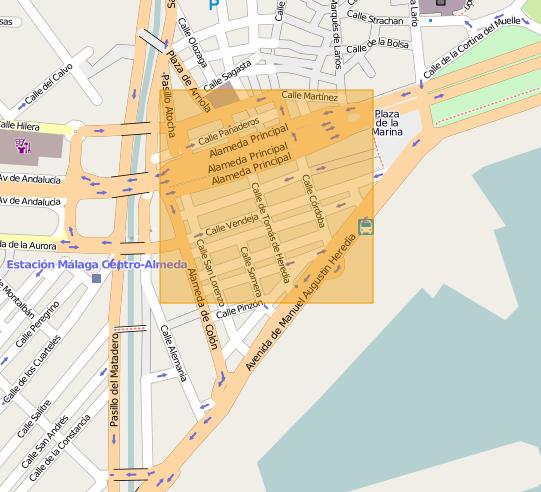 Calle Olozaga
Calle
Marqués de Larios
Calle Strachan
Calle de la Bolsa
Calle de la Cortina del Muelle
Plaza de Arriola
Calle Sagasta
Calle del Calvo
Pasillo Atocha
Calle Martínez
Calle Hilera
Calle Panaderos
Plaza
de la
Marina
Alameda Principal
Alameda Principal
Alameda Principal
Av de Andalucía
Av de Andalucía
Calle de Tomás de Heredia
Calle Córdoba
Calle Vendeja
da de la Aurora
Estación Málaga Centro-Almeda
Calle San Lorenzo
Calle Somera
Avenida de Manuel Augustin Heredia
Alameda de Colón
Calle Pinzón
Montalbán
Calle Peregrino
Calle de los Cuarteles
Calle Alemania
Pasillo del Matadero
Calle Salitre
Calle San Andrés
Calle de la Constancia